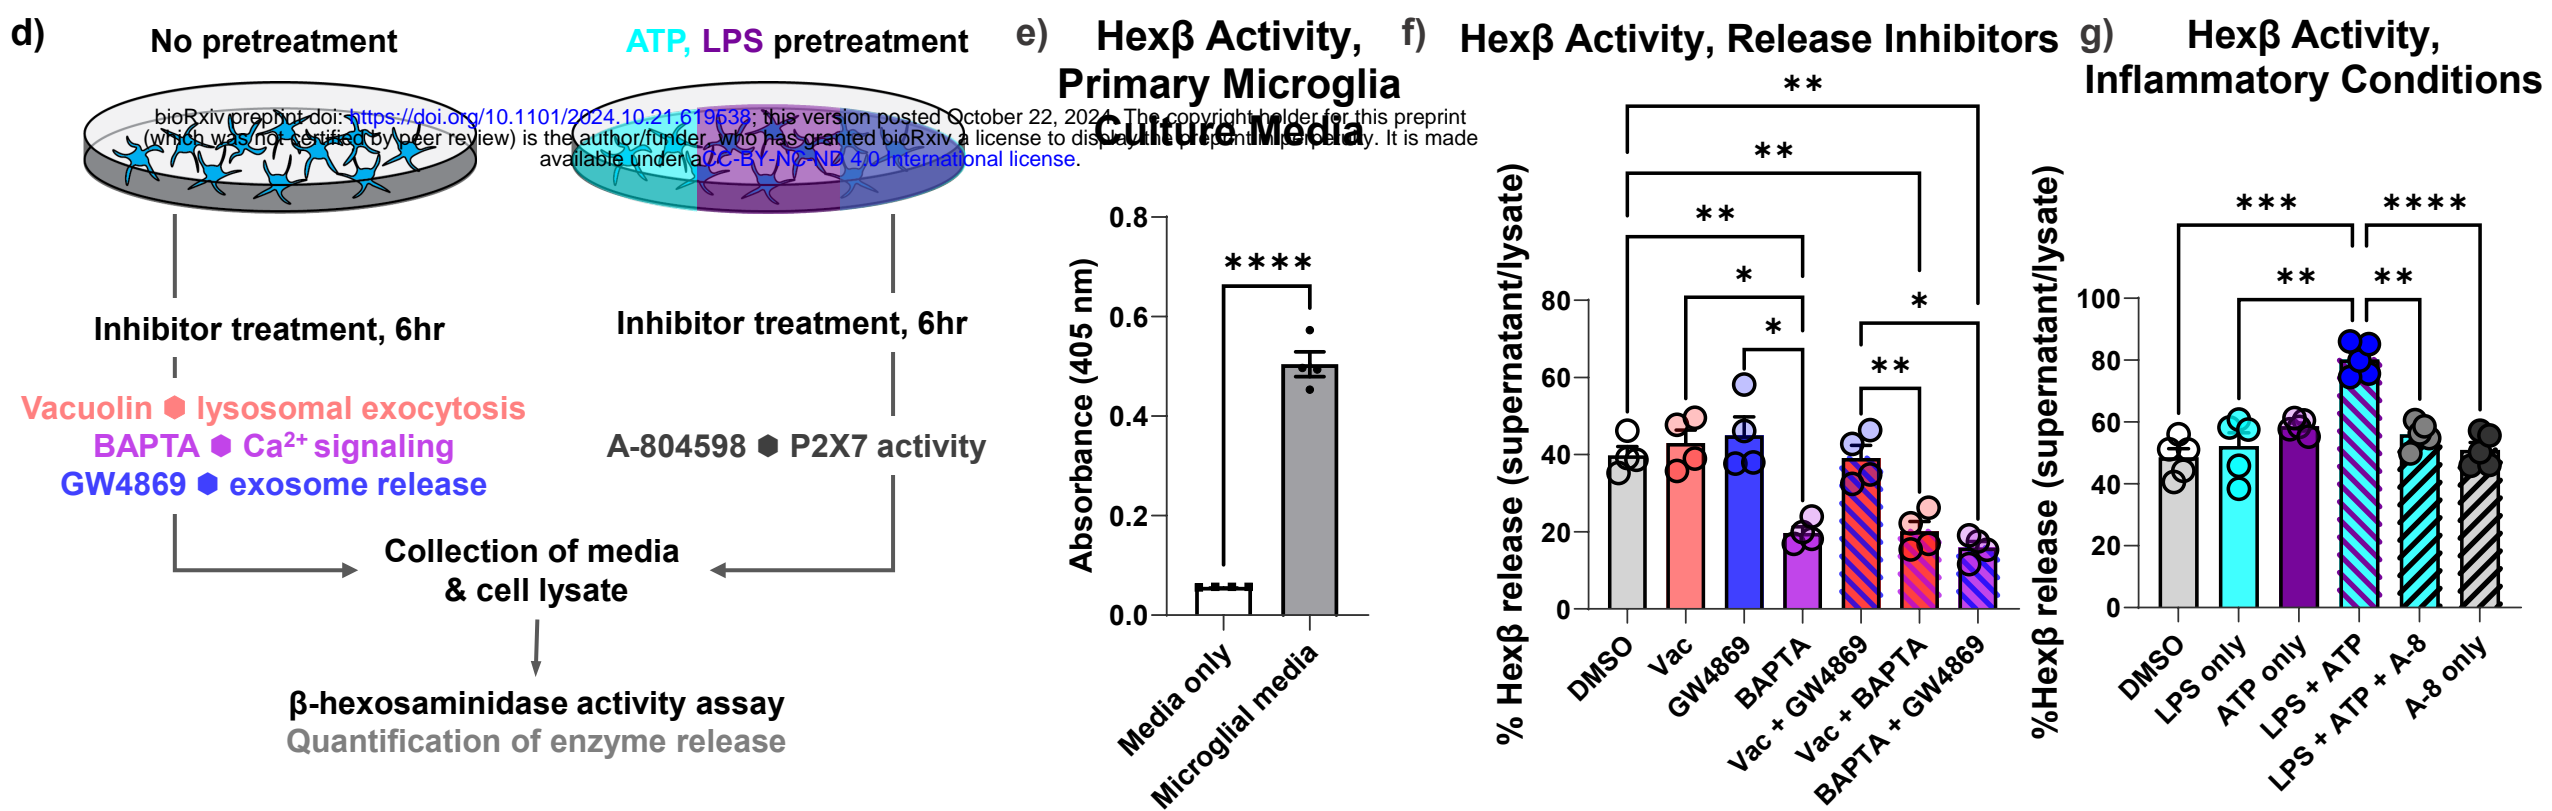 d)
No pretreatment
ATP, LPS pretreatment
bioRxiv preprint doi: https://doi.org/10.1101/2024.10.21.619538; this version posted October 22, 2024. The copyright holder for this preprint
(which was not certified by peer review) is the author/funder, who has granted bioRxiv a license to display the preprint in perpetuity. It is made
available under aCC-BY-NC-ND 4.0 International license.
Inhibitor treatment, 6hr
Inhibitor treatment, 6hr
Vacuolin ⬢ lysosomal exocytosis
BAPTA ⬢ Ca²⁺ signaling
GW4869 ⬢ exosome release
A-804598 ⬢ P2X7 activity
Collection of media
& cell lysate
β-hexosaminidase activity assay
Quantification of enzyme release
e)
Hexβ Activity,
Primary Microglia
Culture Media
Absorbance (405 nm)
0.8
0.6
0.4
0.2
0.0
****
Media only
Microglial media
f)
Hexβ Activity, Release Inhibitors
% Hexβ release (supernatant/lysate)
80
60
40
20
0
**
**
**
*
*
*
**
DMSO
Vac
GW4869
BAPTA
Vac + GW4869
Vac + BAPTA
BAPTA + GW4869
g)
Hexβ Activity,
Inflammatory Conditions
%Hexβ release (supernatant/lysate)
100
80
60
40
20
0
***
****
**
**
DMSO
LPS only
ATP only
LPS + ATP
LPS + ATP + A-8
A-8 only